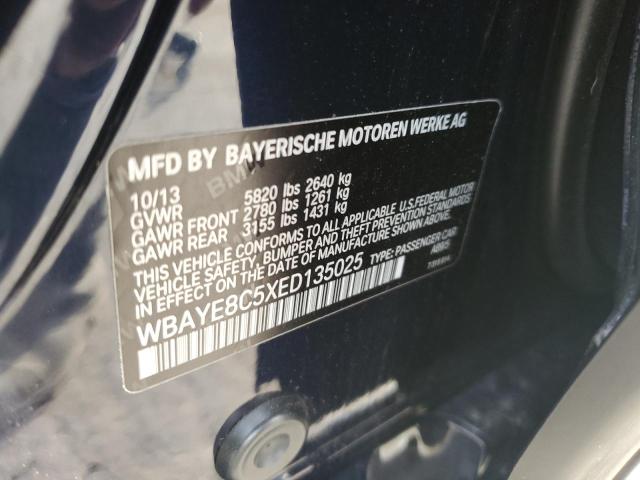 MFD BY BAYERISCHE MOTOREN WERKE AG
10/13
GVWR 5820 lbs 2640 kg
GAWR FRONT 2780 lbs 1261 kg
GAWR REAR 3155 lbs 1431 kg
THIS VEHICLE CONFORMS TO ALL APPLICABLE U.S. FEDERAL MOTOR
VEHICLE SAFETY, BUMPER AND THEFT PREVENTION STANDARDS
IN EFFECT ON THE DATE OF MANUFACTURE SHOWN ABOVE.
WBAYE8C5XED135025 TYPE: PASSENGER CAR
A89/5